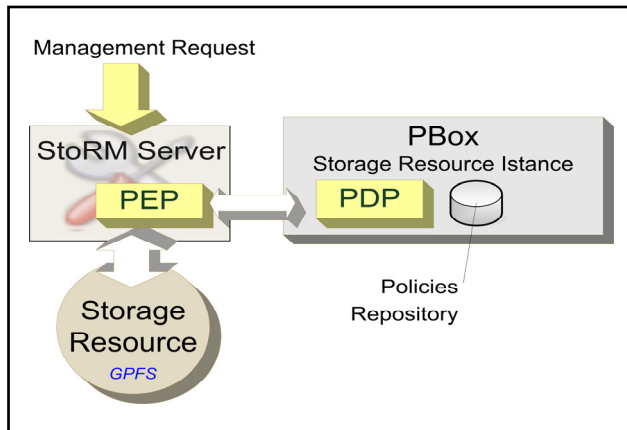 Management Request
StoRM Server
PEP
PBox
Storage Resource Istance
PDP
Policies
Repository
Storage
Resource
GPFS